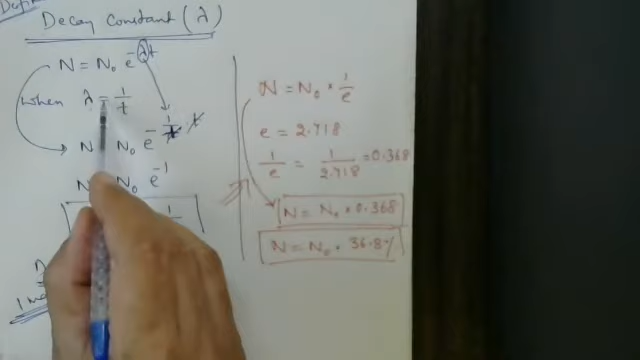 Decay Constant (λ)
N = N₀ e^-λt
when λ = 1/t
N N₀ e^-1/t · t
N N₀ e^-1
1
N = N₀ * 1/e
e = 2.718
1/e = 1/2.718 = 0.368
N = N₀ * 0.368
N = N₀ * 36.8%